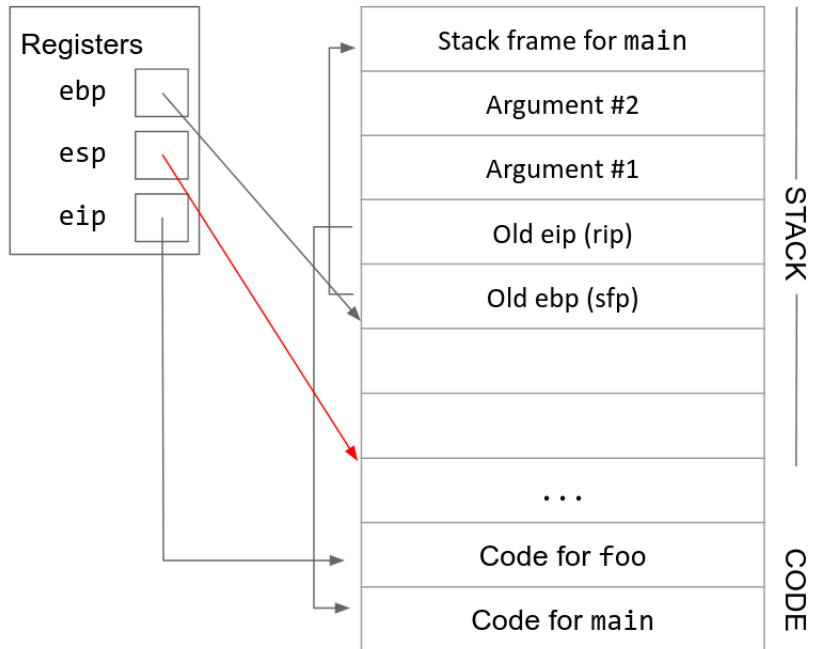 Registers
ebp
esp
eip
Stack frame for main
Argument #2
Argument #1
Old eip (rip)
Old ebp (sfp)
...
Code for foo
Code for main
STACK
CODE